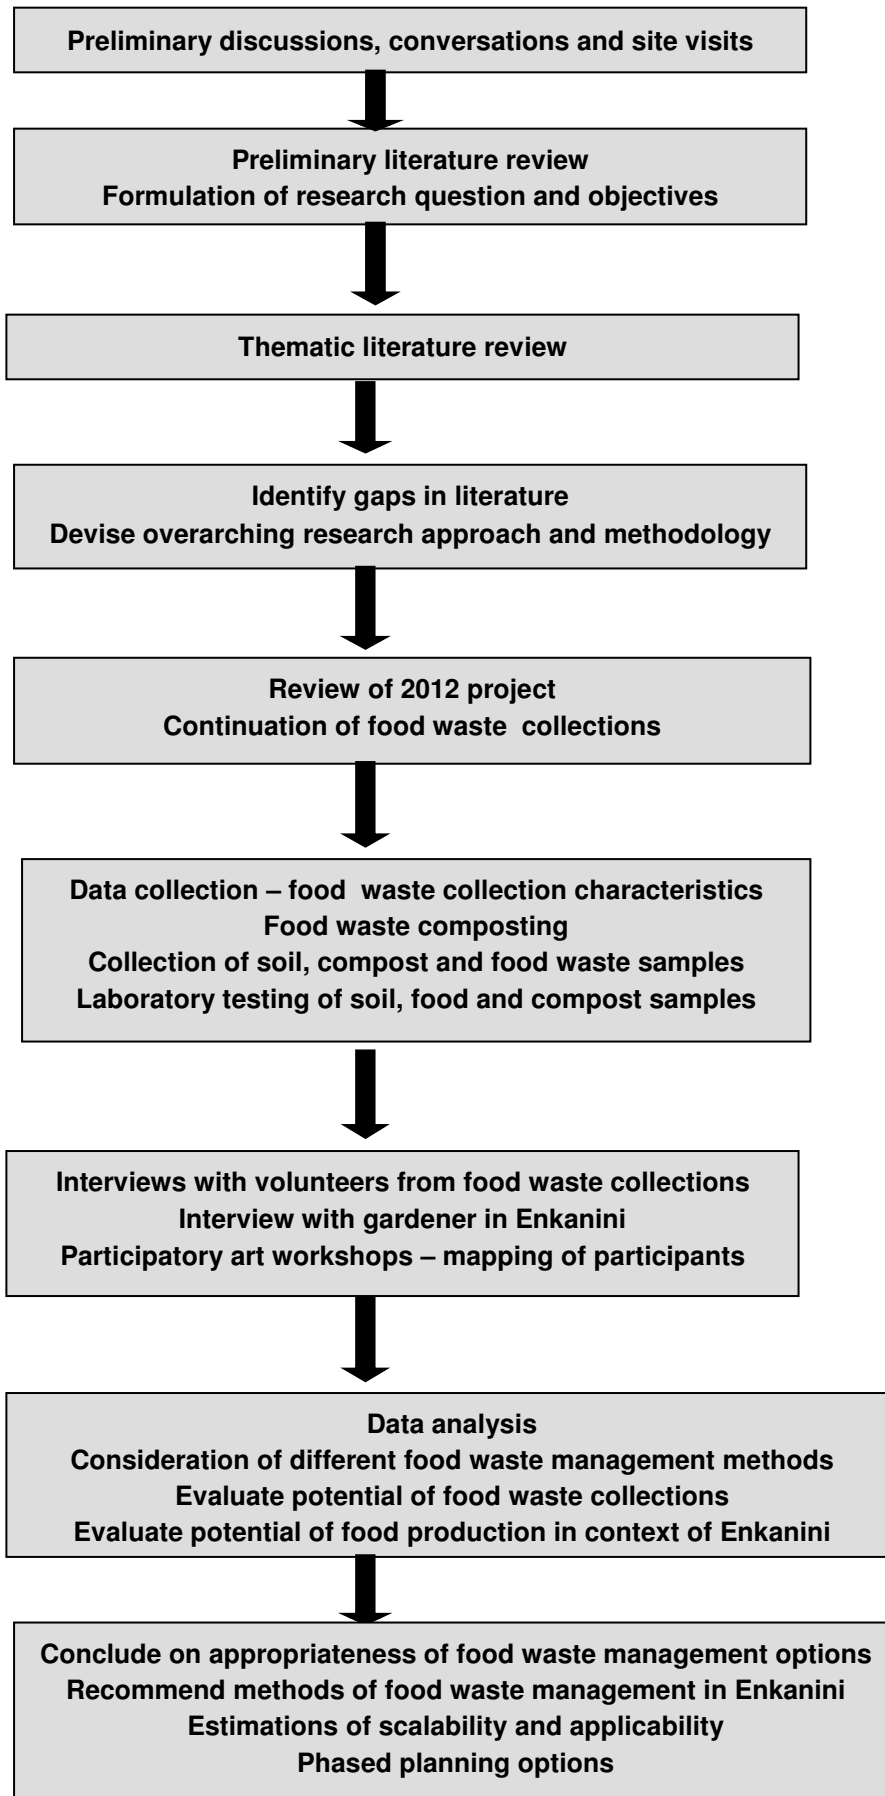 Preliminary discussions, conversations and site visits
Preliminary literature review
Formulation of research question and objectives
Thematic literature review
Identify gaps in literature
Devise overarching research approach and methodology
Review of 2012 project
Continuation of food waste collections
Data collection – food waste collection characteristics
Food waste composting
Collection of soil, compost and food waste samples
Laboratory testing of soil, food and compost samples
Interviews with volunteers from food waste collections
Interview with gardener in Enkanini
Participatory art workshops – mapping of participants
Data analysis
Consideration of different food waste management methods
Evaluate potential of food waste collections
Evaluate potential of food production in context of Enkanini
Conclude on appropriateness of food waste management options
Recommend methods of food waste management in Enkanini
Estimations of scalability and applicability
Phased planning options